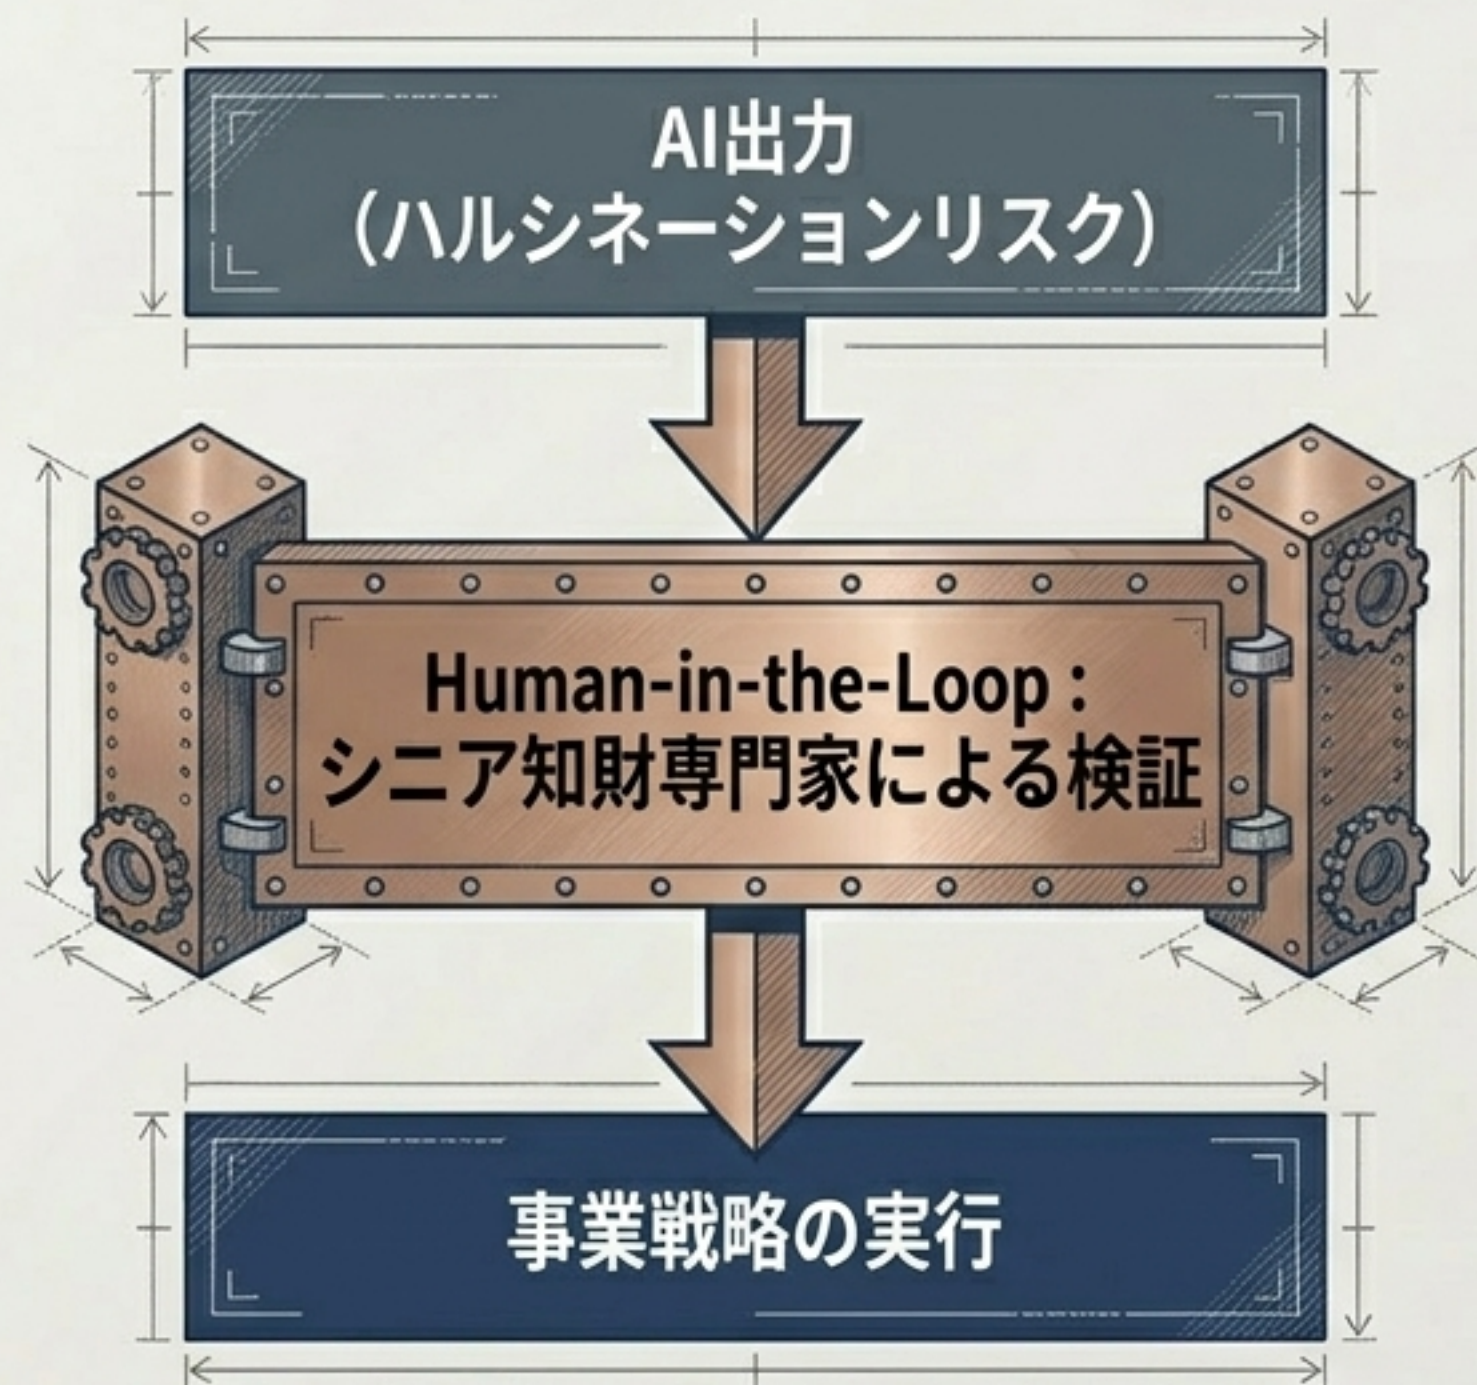 AI出力
（ハルシネーションリスク）
Human-in-the-Loop：
シニア知財専門家による検証
事業戦略の実行